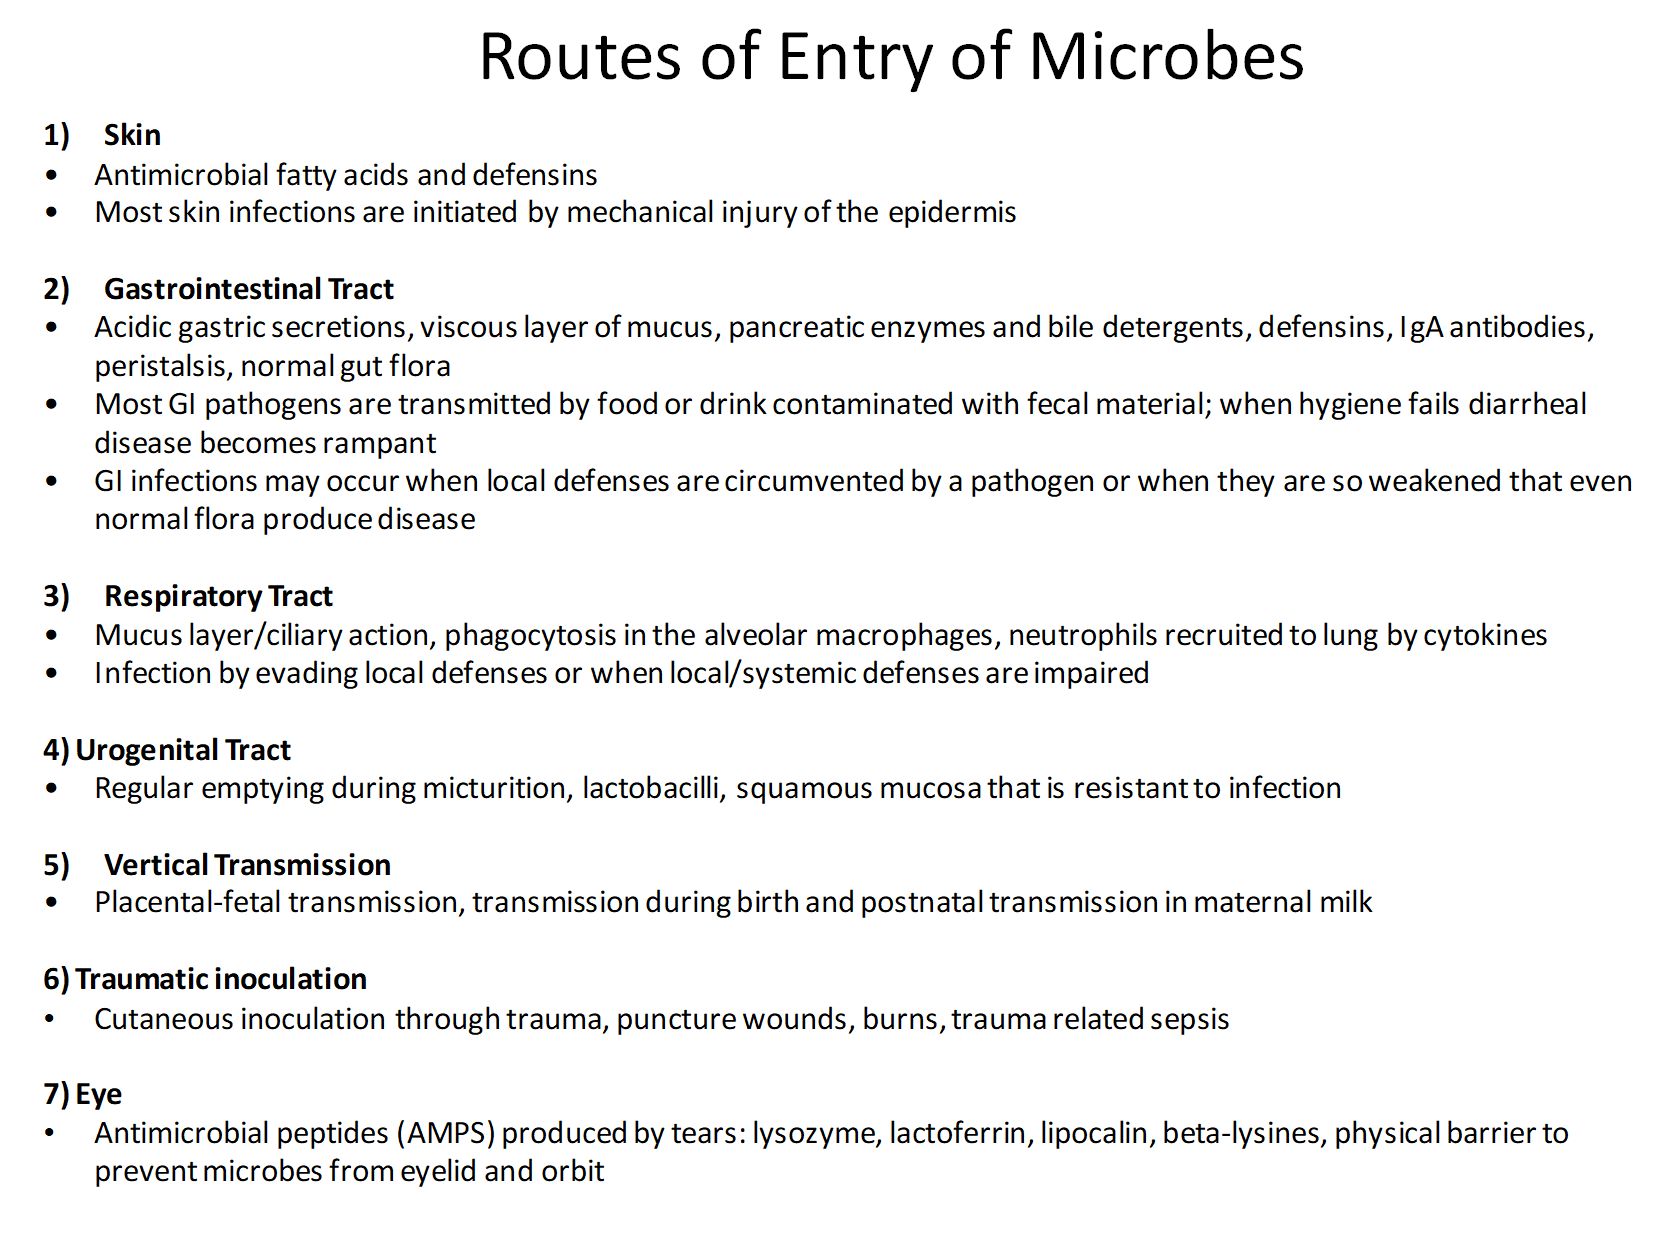 Routes of Entry of Microbes
1) Skin
• Antimicrobial fatty acids and defensins
• Most skin infections are initiated by mechanical injury of the epidermis
2) Gastrointestinal Tract
• Acidic gastric secretions, viscous layer of mucus, pancreatic enzymes and bile detergents, defensins, IgA antibodies,
peristalsis, normal gut flora
• Most GI pathogens are transmitted by food or drink contaminated with fecal material; when hygiene fails diarrheal
disease becomes rampant
• GI infections may occur when local defenses are circumvented by a pathogen or when they are so weakened that even
normal flora produce disease
3) Respiratory Tract
• Mucus layer/ciliary action, phagocytosis in the alveolar macrophages, neutrophils recruited to lung by cytokines
• Infection by evading local defenses or when local/systemic defenses are impaired
4) Urogenital Tract
• Regular emptying during micturition, lactobacilli, squamous mucosa that is resistant to infection
5) Vertical Transmission
• Placental-fetal transmission, transmission during birth and postnatal transmission in maternal milk
6) Traumatic inoculation
• Cutaneous inoculation through trauma, puncture wounds, burns, trauma related sepsis
7) Eye
• Antimicrobial peptides (AMPS) produced by tears: lysozyme, lactoferrin, lipocalin, beta-lysines, physical barrier to
prevent microbes from eyelid and orbit